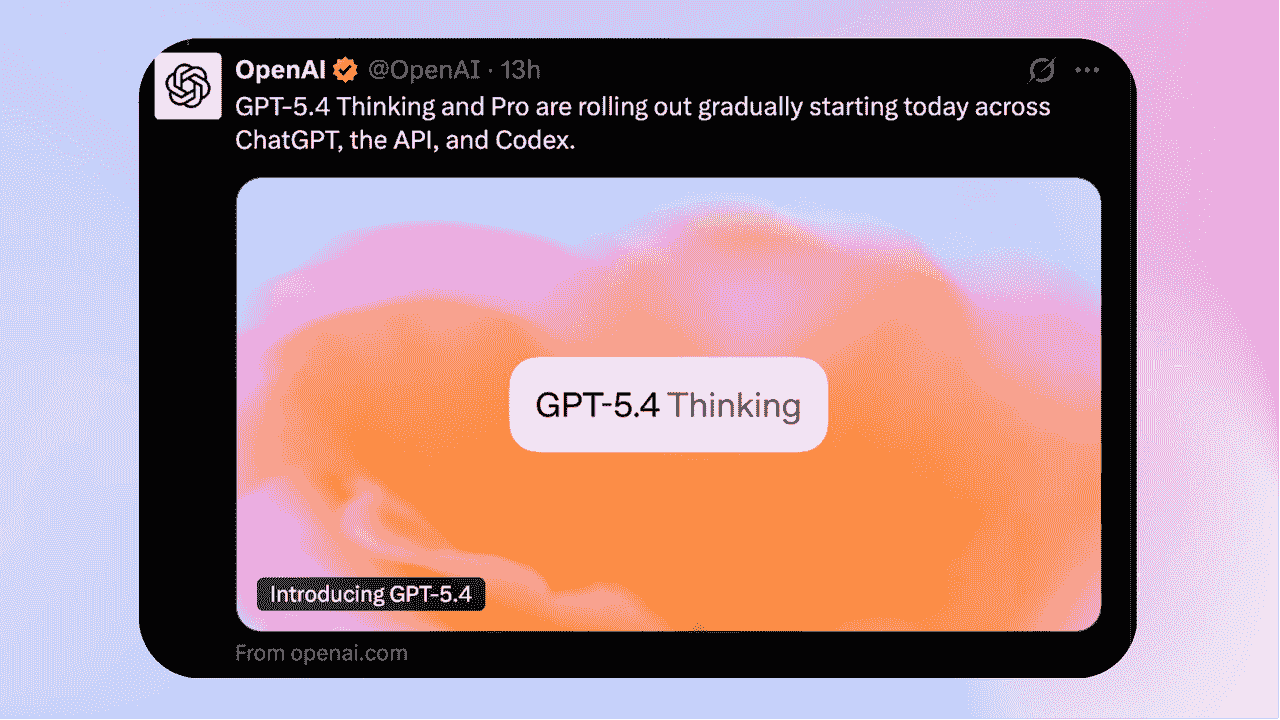 OpenAI @OpenAI · 13h
GPT-5.4 Thinking and Pro are rolling out gradually starting today across
ChatGPT, the API, and Codex.
GPT-5.4 Thinking
Introducing GPT-5.4
From openai.com